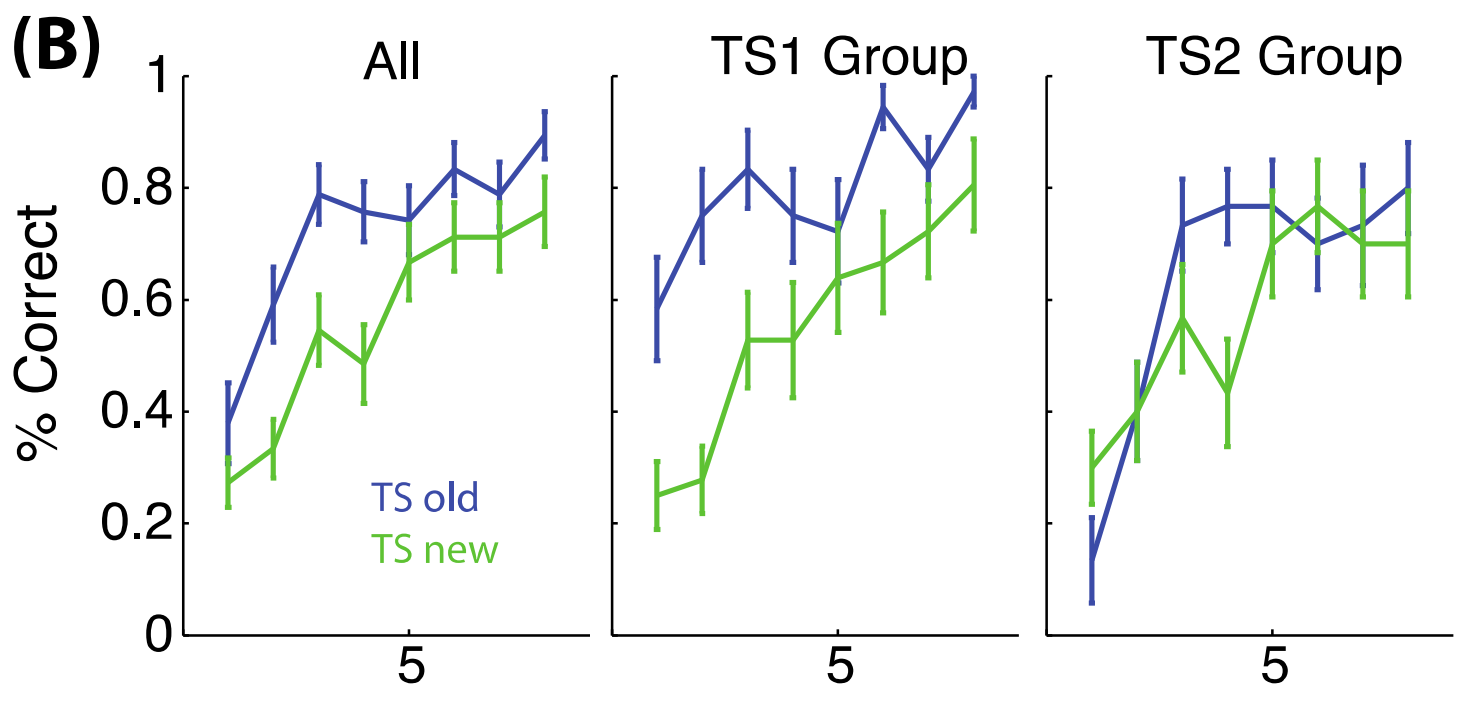 (B)
All
TS1 Group
TS2 Group
% Correct
1
0.8
0.6
0.4
0.2
0
TS old
TS new
5
5
5